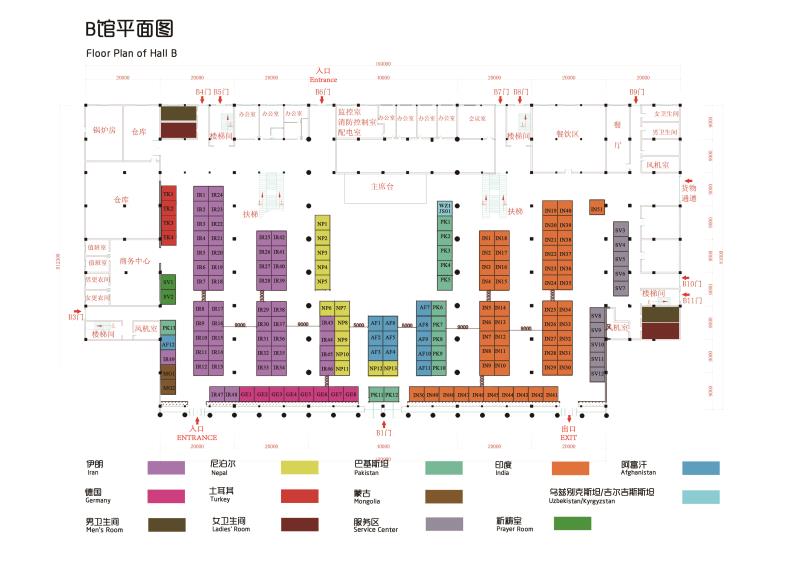 B馆平面图
Floor Plan of Hall B
入口
Entrance
B4门 B5门
B6门
B7门 B8门
B9门
锅炉房
仓库
楼梯间
办公室
办公室
办公室
监控室
消防控制室
配电室
办公室
办公室
办公室
办公室
会议室
楼梯间
餐饮区
餐厅
女卫生间
男卫生间
风机室
货物
通道
仓库
扶梯
主席台
扶梯
值班室
值班室
商务中心
男更衣间
女更衣间
B3门
楼梯间
风机室
B10门
B11门
楼梯间
风机室
TK1
TK2
TK3
TK4
SV1
SV2
AF12
IR49
IR1 IR24
IR2 IR23
IR3 IR22
IR4 IR21
IR5 IR20
IR6 IR19
IR7 IR18
IR8 IR17
IR9 IR16
IR10 IR15
IR11 IR14
IR12 IR13
IR25 IR42
IR26 IR41
IR27 IR40
IR28 IR39
IR29 IR38
IR30 IR37
IR31 IR36
IR32 IR35
IR33 IR34
NP1
NP2
NP3
NP4
NP5
NP6 NP7
IR43 NP8
IR44 NP9
IR45 NP10
IR46 NP11
AF1 AF6
AF2 AF5
AF3 AF4
NP12 NP13
WZ1
JS01
PK1
PK2
PK3
PK4
PK5
AF7 PK6
AF8 PK7
AF9 PK8
AF10 PK9
AF11 PK10
IN1 IN18
IN2 IN17
IN3 IN16
IN4 IN15
IN5 IN14
IN6 IN13
IN7 IN12
IN8 IN11
IN9 IN10
IN19 IN40
IN20 IN39
IN21 IN38
IN22 IN37
IN23 IN36
IN24 IN35
IN25 IN34
IN26 IN33
IN27 IN32
IN28 IN31
IN29 IN30
IN51
SV3
SV4
SV5
SV6
SV7
SV8
SV9
SV10
SV11
SV12
IR47 IR48 GE1 GE2 GE3 GE4 GE5 GE6 GE7 GE8
PK11 PK12
入口
ENTRANCE
B1门
出口
EXIT
伊朗
Iran
尼泊尔
Nepal
巴基斯坦
Pakistan
印度
India
阿富汗
Afghanistan
德国
Germany
土耳其
Turkey
蒙古
Mongolia
乌兹别克斯坦/吉尔吉斯斯坦
Uzbekistan/Kyrgyzstan
男卫生间
Men's Room
女卫生间
Ladies' Room
服务区
Service Center
祈祷室
Prayer Room